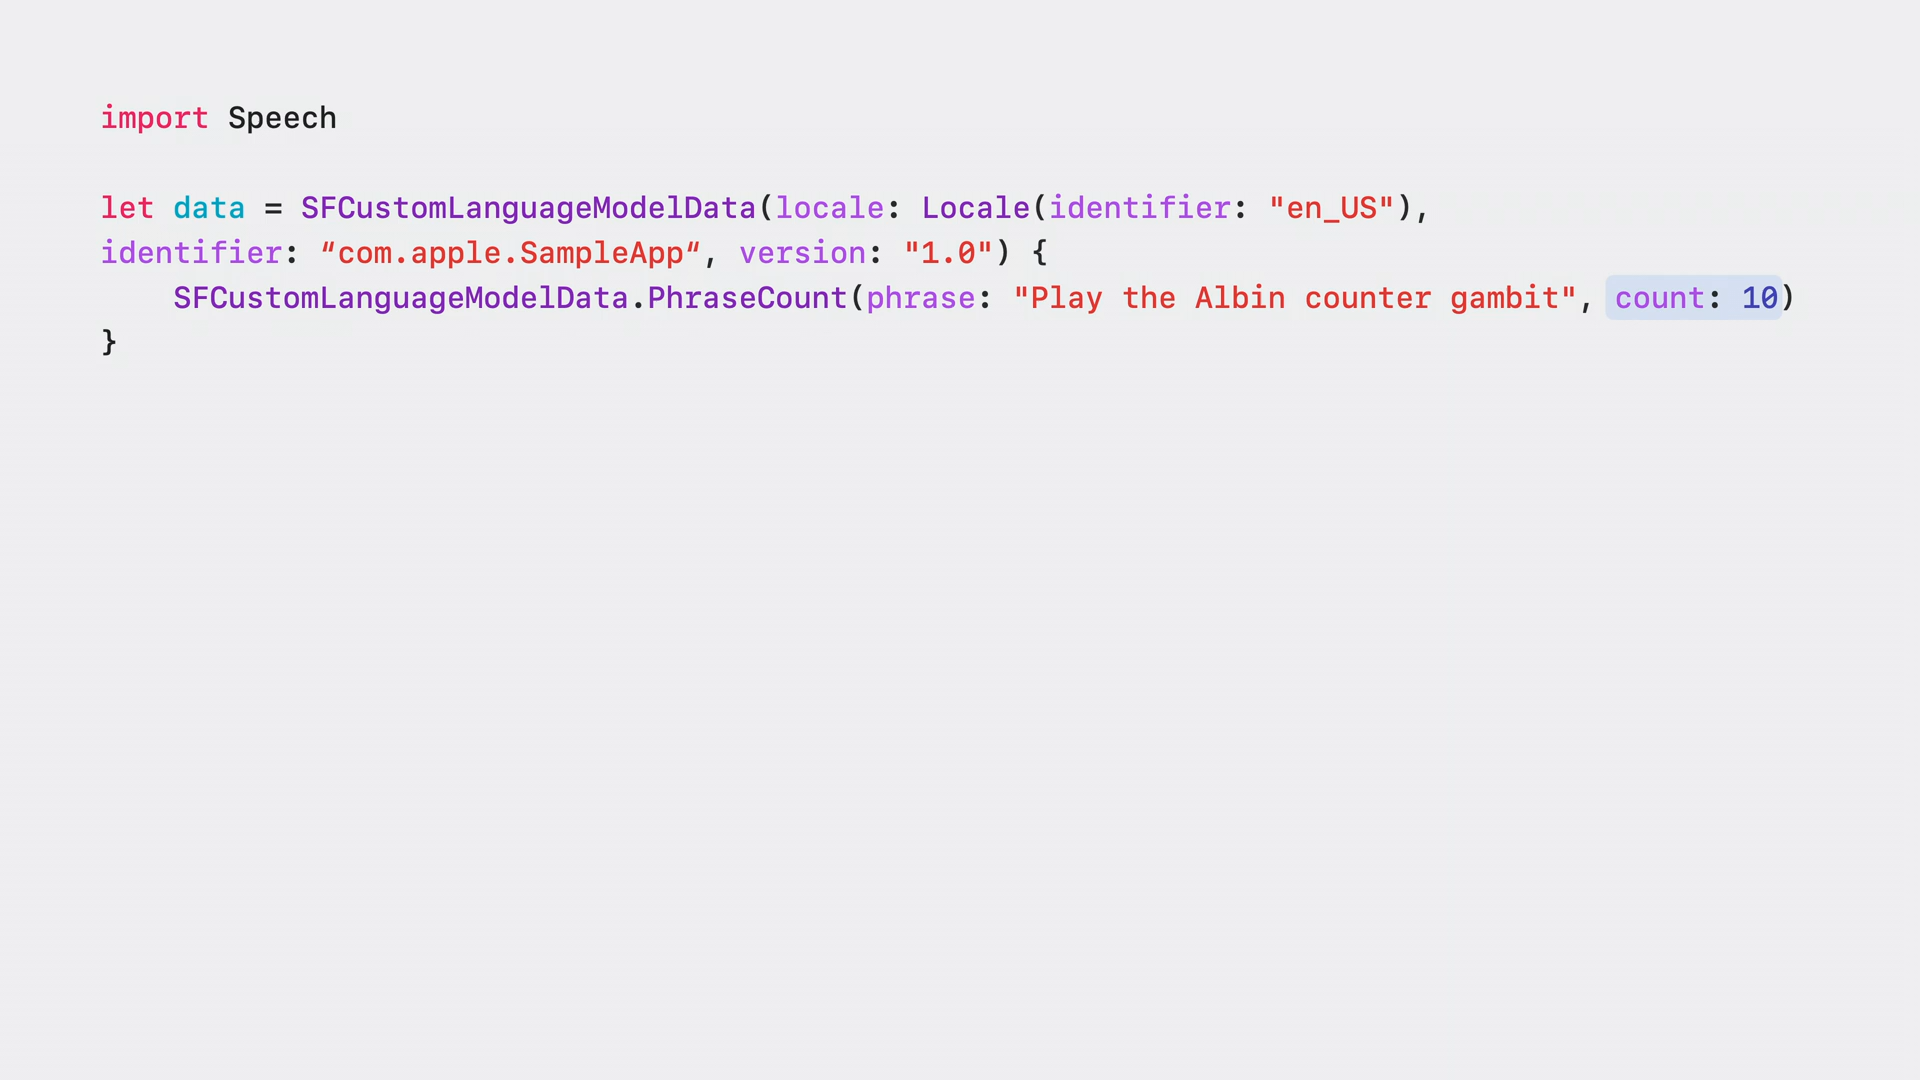 import Speech
let data = SFCustomLanguageModelData(locale: Locale(identifier: "en_US"),
identifier: “com.apple.SampleApp“, version: "1.0") {
    SFCustomLanguageModelData.PhraseCount(phrase: "Play the Albin counter gambit", count: 10)
}